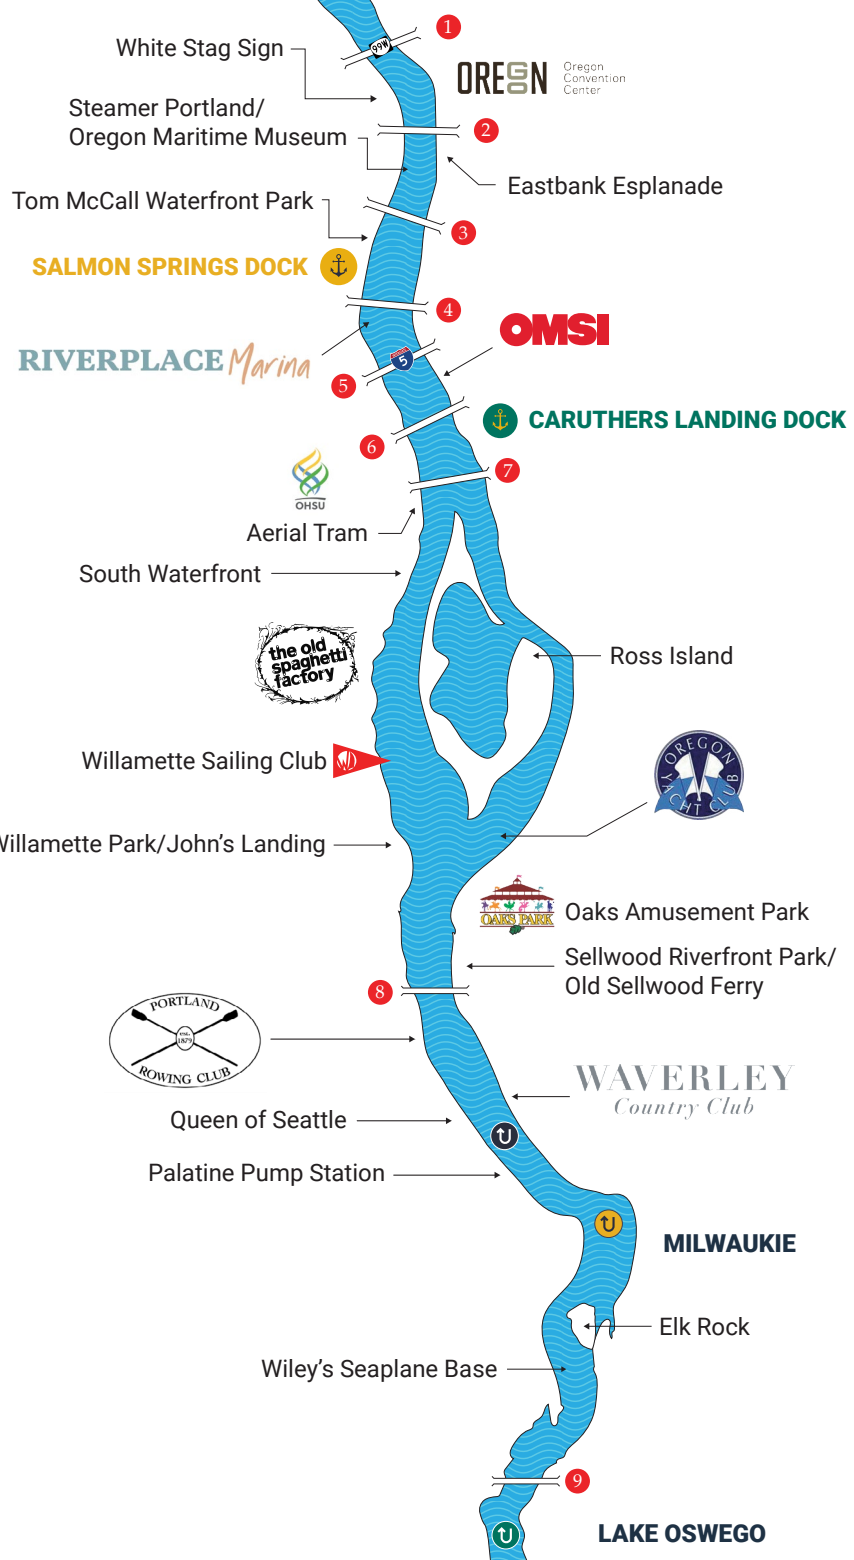 1
99W
White Stag Sign
OREGON
Oregon
Convention
Center
Steamer Portland/
Oregon Maritime Museum
2
Eastbank Esplanade
Tom McCall Waterfront Park
3
SALMON SPRINGS DOCK
4
OMSI
RIVERPLACE Marina
5
5
CARUTHERS LANDING DOCK
6
7
OHSU
Aerial Tram
South Waterfront
the old
spaghetti
factory
Ross Island
Willamette Sailing Club
OREGON
YACHT CLUB
Willamette Park/John's Landing
OAKS PARK
Oaks Amusement Park
Sellwood Riverfront Park/
Old Sellwood Ferry
8
PORTLAND
est.
1879
ROWING CLUB
WAVERLEY
Country Club
Queen of Seattle
Palatine Pump Station
MILWAUKIE
Elk Rock
Wiley's Seaplane Base
9
LAKE OSWEGO